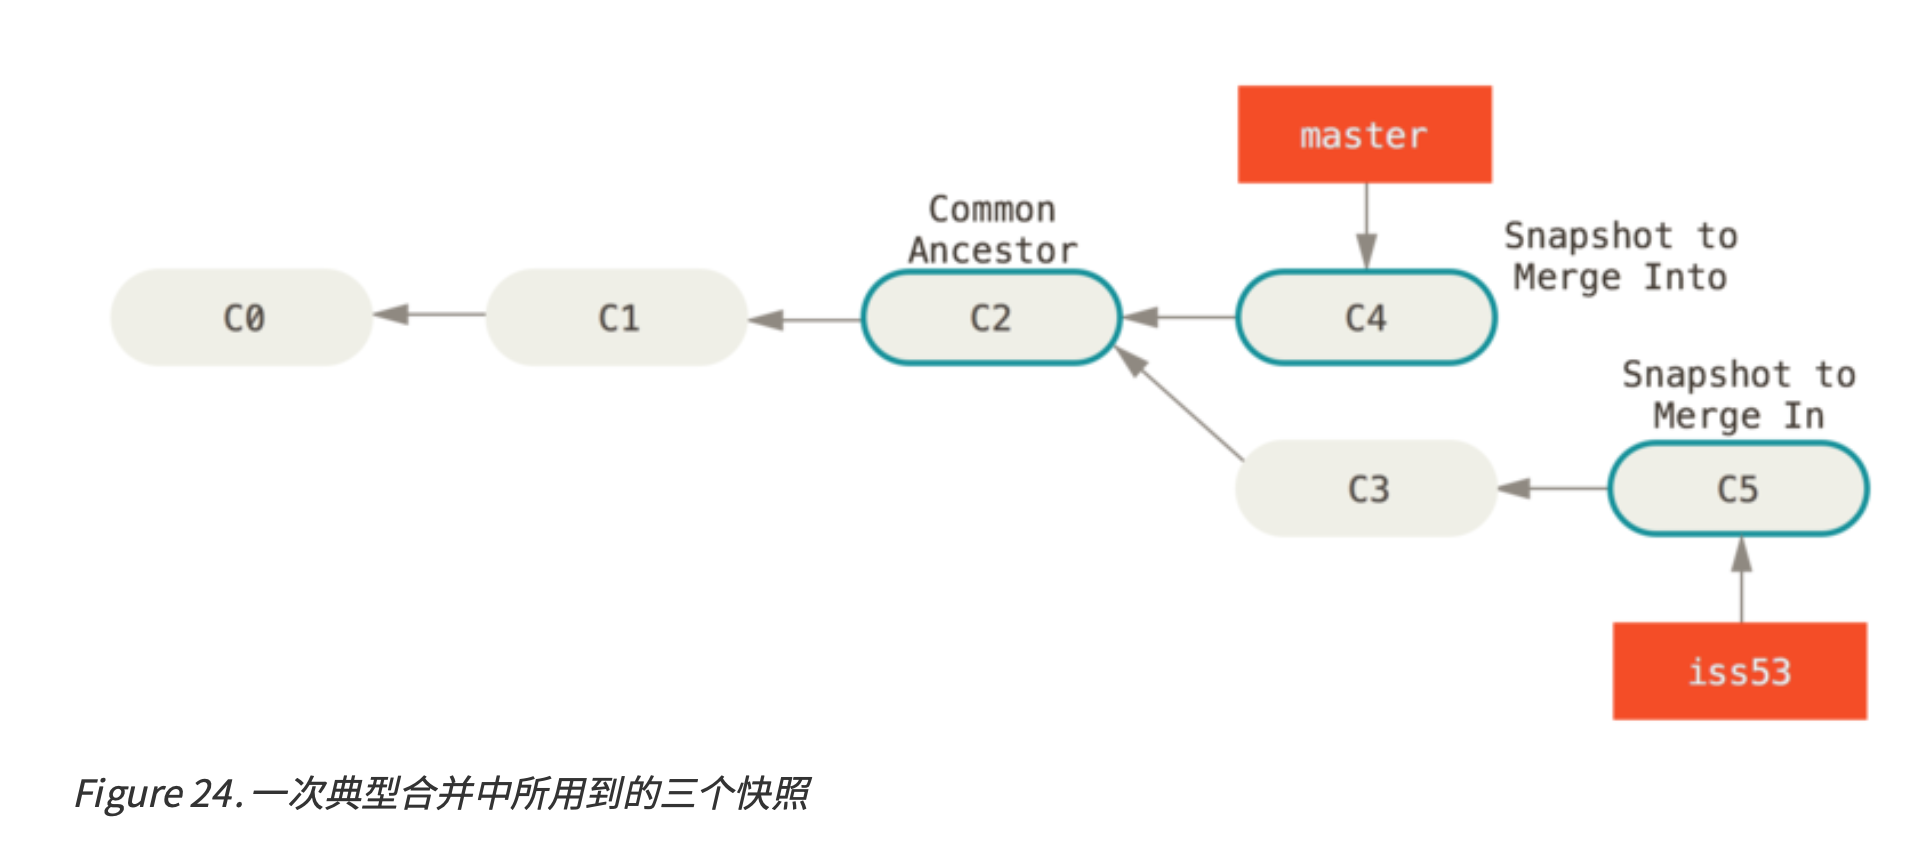 master
Common
Ancestor
Snapshot to
Merge Into
C0
C1
C2
C4
Snapshot to
Merge In
C3
C5
iss53
Figure 24. 一次典型合并中所用到的三个快照